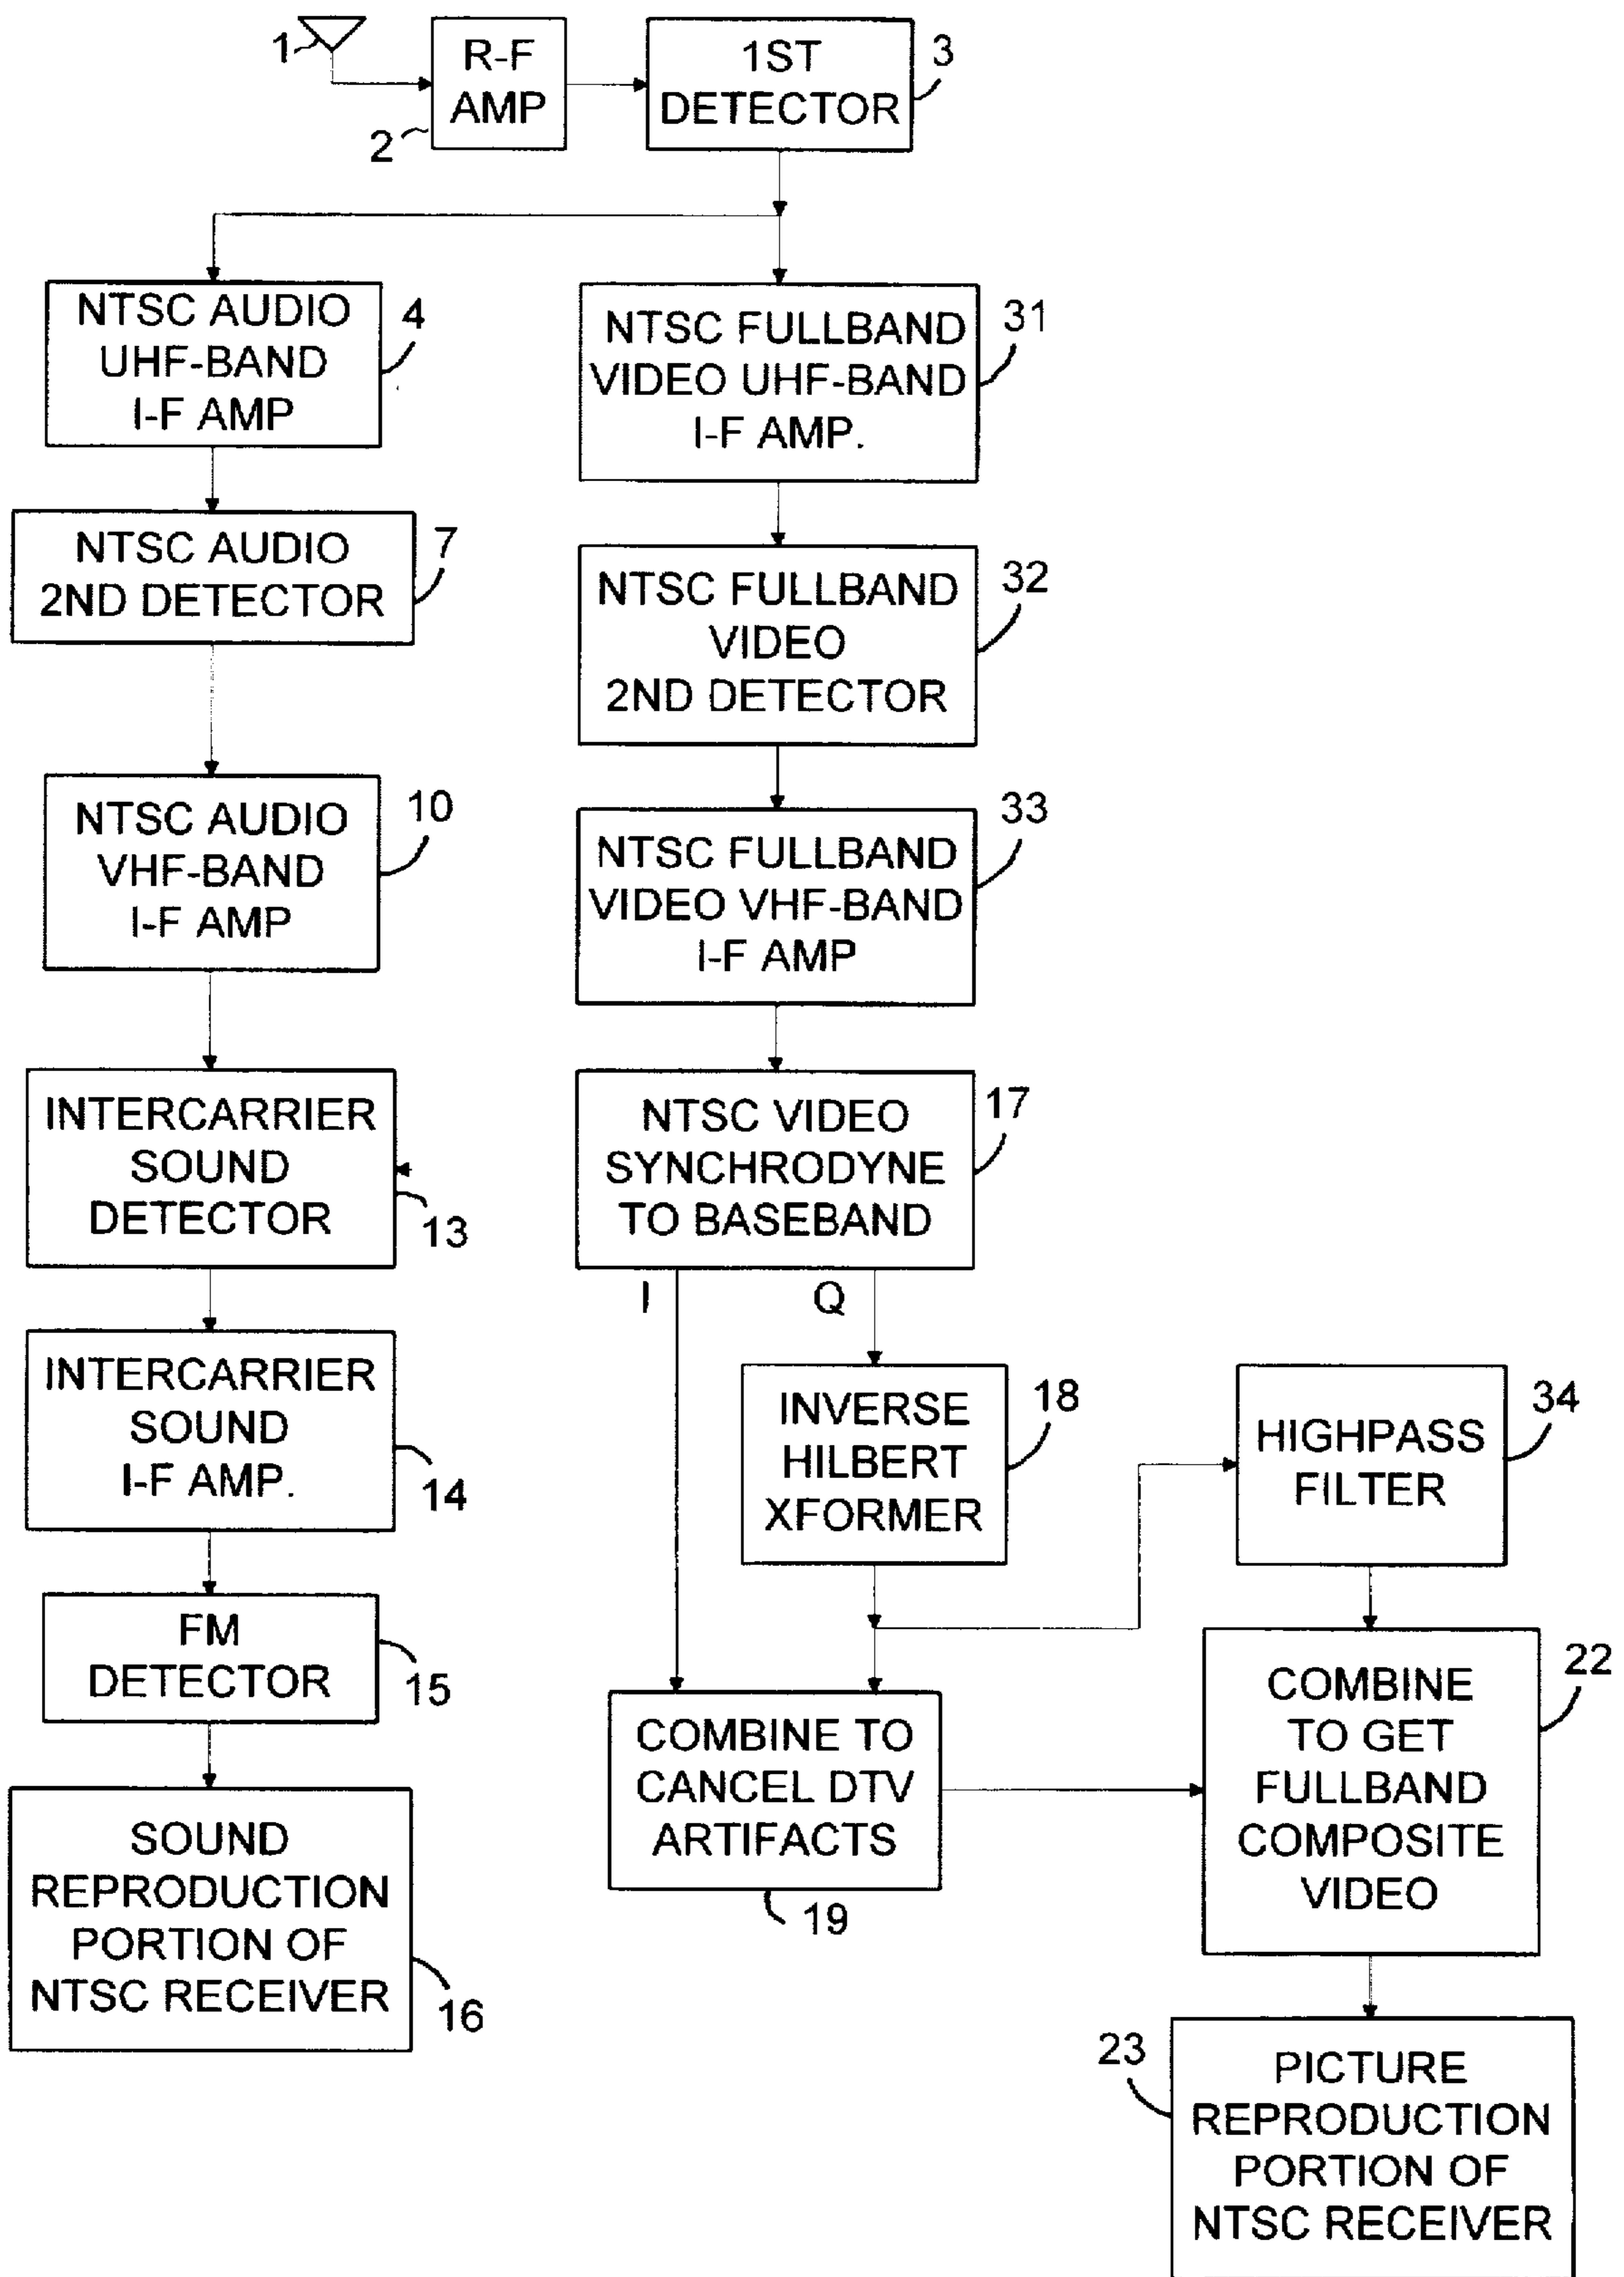 1
R-F
AMP
2
1ST
DETECTOR
3
NTSC AUDIO
UHF-BAND
I-F AMP
4
NTSC FULLBAND
VIDEO UHF-BAND
I-F AMP.
31
NTSC AUDIO
2ND DETECTOR
7
NTSC FULLBAND
VIDEO
2ND DETECTOR
32
NTSC AUDIO
VHF-BAND
I-F AMP
10
NTSC FULLBAND
VIDEO VHF-BAND
I-F AMP
33
INTERCARRIER
SOUND
DETECTOR
13
NTSC VIDEO
SYNCHRODYNE
TO BASEBAND
17
I
Q
INTERCARRIER
SOUND
I-F AMP.
14
INVERSE
HILBERT
XFORMER
18
HIGHPASS
FILTER
34
FM
DETECTOR
15
COMBINE TO
CANCEL DTV
ARTIFACTS
19
COMBINE
TO GET
FULLBAND
COMPOSITE
VIDEO
22
SOUND
REPRODUCTION
PORTION OF
NTSC RECEIVER
16
23
PICTURE
REPRODUCTION
PORTION OF
NTSC RECEIVER